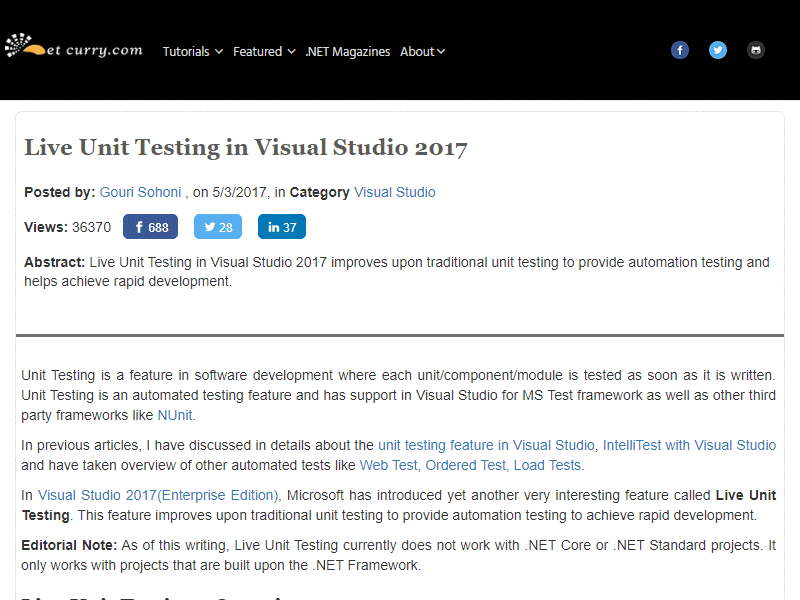 et curry.com
Tutorials Featured .NET Magazines About
Live Unit Testing in Visual Studio 2017
Posted by: Gouri Sohoni , on 5/3/2017, in Category Visual Studio
Views: 36370 688 28 37
Abstract: Live Unit Testing in Visual Studio 2017 improves upon traditional unit testing to provide automation testing and
helps achieve rapid development.
Unit Testing is a feature in software development where each unit/component/module is tested as soon as it is written.
Unit Testing is an automated testing feature and has support in Visual Studio for MS Test framework as well as other third
party frameworks like NUnit.
In previous articles, I have discussed in details about the unit testing feature in Visual Studio, IntelliTest with Visual Studio
and have taken overview of other automated tests like Web Test, Ordered Test, Load Tests.
In Visual Studio 2017(Enterprise Edition), Microsoft has introduced yet another very interesting feature called Live Unit
Testing. This feature improves upon traditional unit testing to provide automation testing to achieve rapid development.
Editorial Note: As of this writing, Live Unit Testing currently does not work with .NET Core or .NET Standard projects. It
only works with projects that are built upon the .NET Framework.